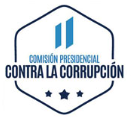 COMISIÓN PRESIDENCIAL
CONTRA LA CORRUPCIÓN